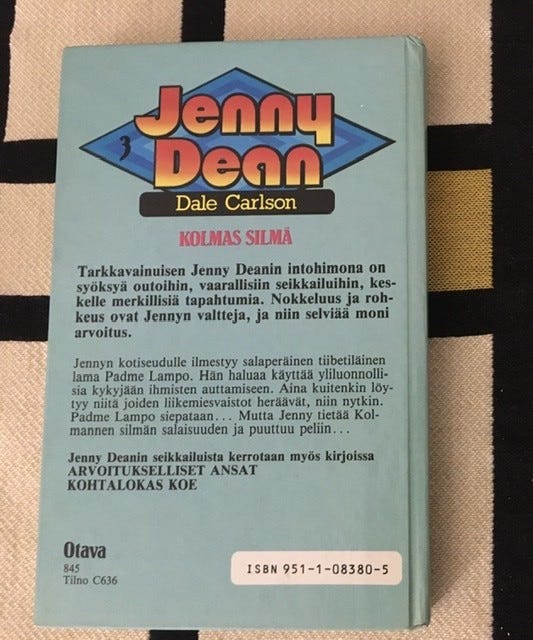 Jenny
3 Dean
Dale Carlson
KOLMAS SILMÄ
Tarkkavainuisen Jenny Deanin intohimona on
syöksyä outoihin, vaarallisiin seikkailuihin, kes-
kelle merkillisiä tapahtumia. Nokkeluus ja roh-
keus ovat Jennyn valtteja, ja niin selviää moni
arvoitus.
Jennyn kotiseudulle ilmestyy salaperäinen tiibetiläinen
lama Padme Lampo. Hän haluaa käyttää yliluonnolli-
sia kykyjään ihmisten auttamiseen. Aina kuitenkin löy-
tyy niitä joiden liikemiesvaistot heräävät, niin nytkin.
Padme Lampo siepataan... Mutta Jenny tietää Kol-
mannen silmän salaisuuden ja puuttuu peliin...
Jenny Deanin seikkailuista kerrotaan myös kirjoissa
ARVOITUKSELLISET ANSAT
KOHTALOKAS KOE
Otava
845
Tilno C636
ISBN 951-1-08380-5